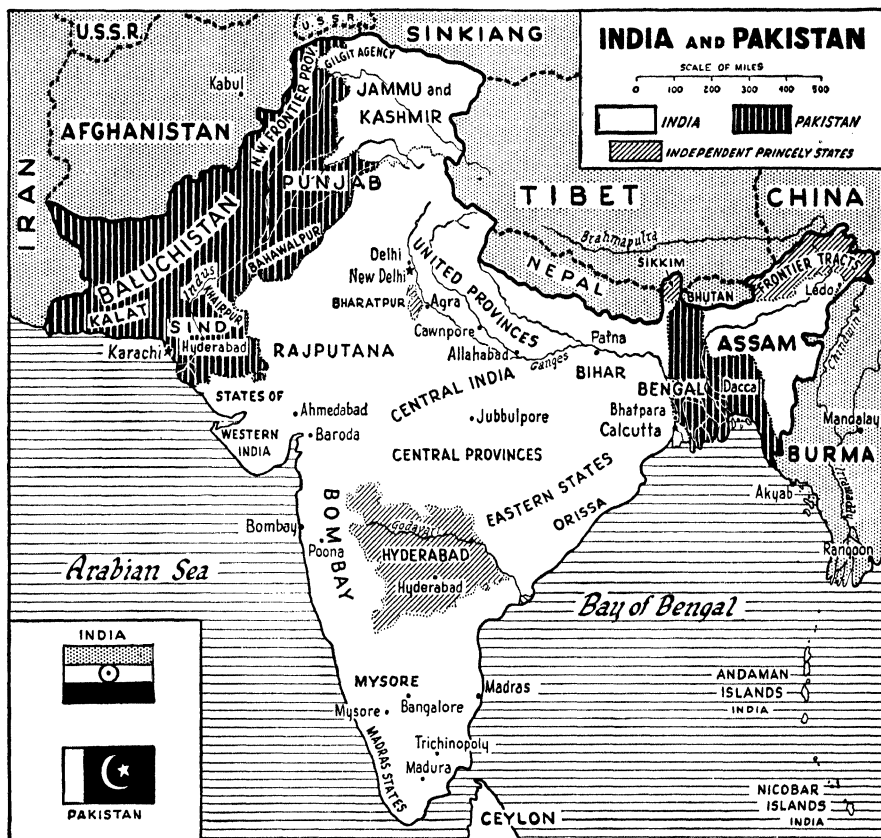 U.S.S.R.
U.S.S.R.
SINKIANG
INDIA AND PAKISTAN
SCALE OF MILES
0 100 200 300 400 500
INDIA
PAKISTAN
INDEPENDENT PRINCELY STATES
GILGIT AGENCY
Kabul
N.W. FRONTIER PROV.
JAMMU and
KASHMIR
AFGHANISTAN
IRAN
PUNJAB
TIBET
CHINA
Brahmaputra
BALUCHISTAN
BAHAWALPUR
Delhi
New Delhi
UNITED PROVINCES
NEPAL
SIKKIM
BHUTAN
FRONTIER TRACTS
Ledo
Indus
KHAIRPUR
KALAT
BHARATPUR
Agra
SIND
Hyderabad
Karachi
RAJPUTANA
Cawnpore
Allahabad
Ganges
Patna
BIHAR
ASSAM
Chindwin
STATES OF
WESTERN
INDIA
CENTRAL INDIA
BENGAL
Dacca
Ahmedabad
Baroda
Jubbulpore
Bhatpara
Calcutta
Mandalay
CENTRAL PROVINCES
BURMA
Irrawaddy
Akyab
EASTERN STATES
ORISSA
BOMBAY
Bombay
Poona
Godavari
HYDERABAD
Hyderabad
Rangoon
Arabian Sea
Bay of Bengal
INDIA
PAKISTAN
MYSORE
Mysore
Bangalore
Madras
ANDAMAN
ISLANDS
INDIA
MADRAS STATES
Trichinopoly
Madura
CEYLON
NICOBAR
ISLANDS
INDIA